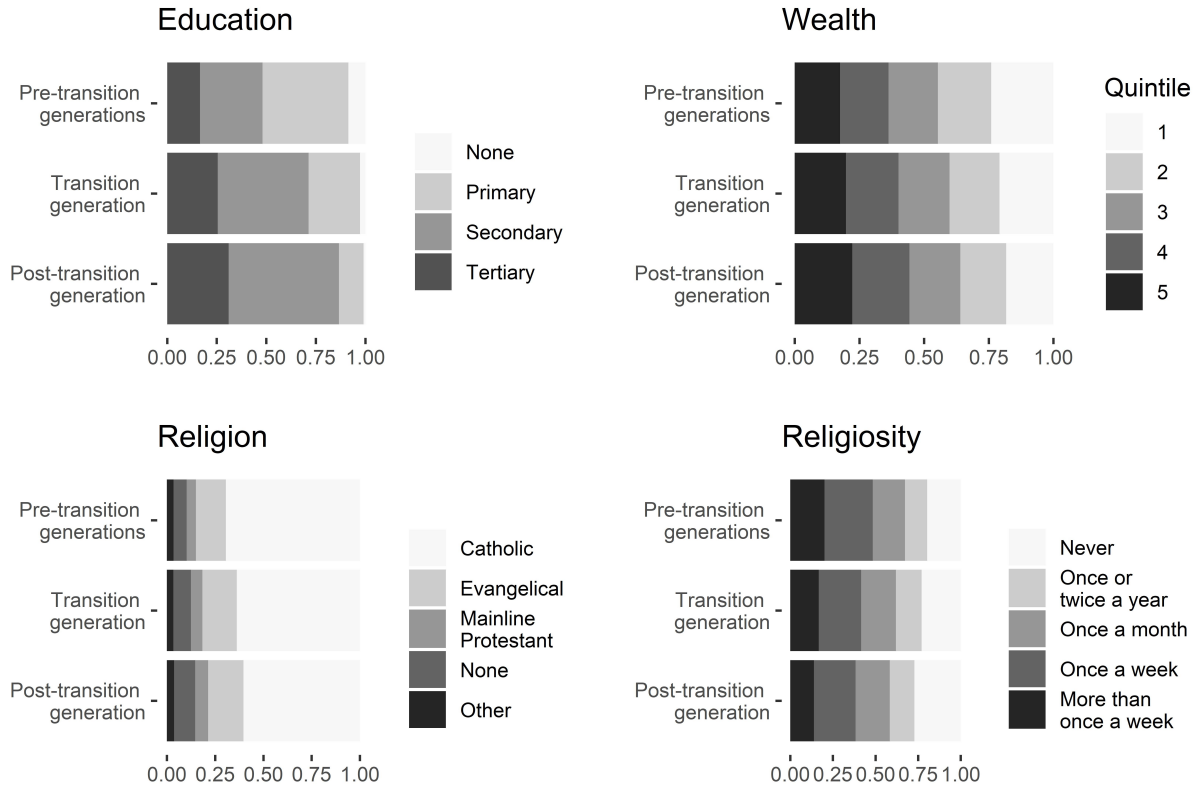 Education
Pre-transition
generations
Transition
generation
Post-transition
generation
0.00 0.25 0.50 0.75 1.00
None
Primary
Secondary
Tertiary
Wealth
Pre-transition
generations
Transition
generation
Post-transition
generation
0.00 0.25 0.50 0.75 1.00
Quintile
1
2
3
4
5
Religion
Pre-transition
generations
Transition
generation
Post-transition
generation
0.00 0.25 0.50 0.75 1.00
Catholic
Evangelical
Mainline
Protestant
None
Other
Religiosity
Pre-transition
generations
Transition
generation
Post-transition
generation
0.00 0.25 0.50 0.75 1.00
Never
Once or
twice a year
Once a month
Once a week
More than
once a week